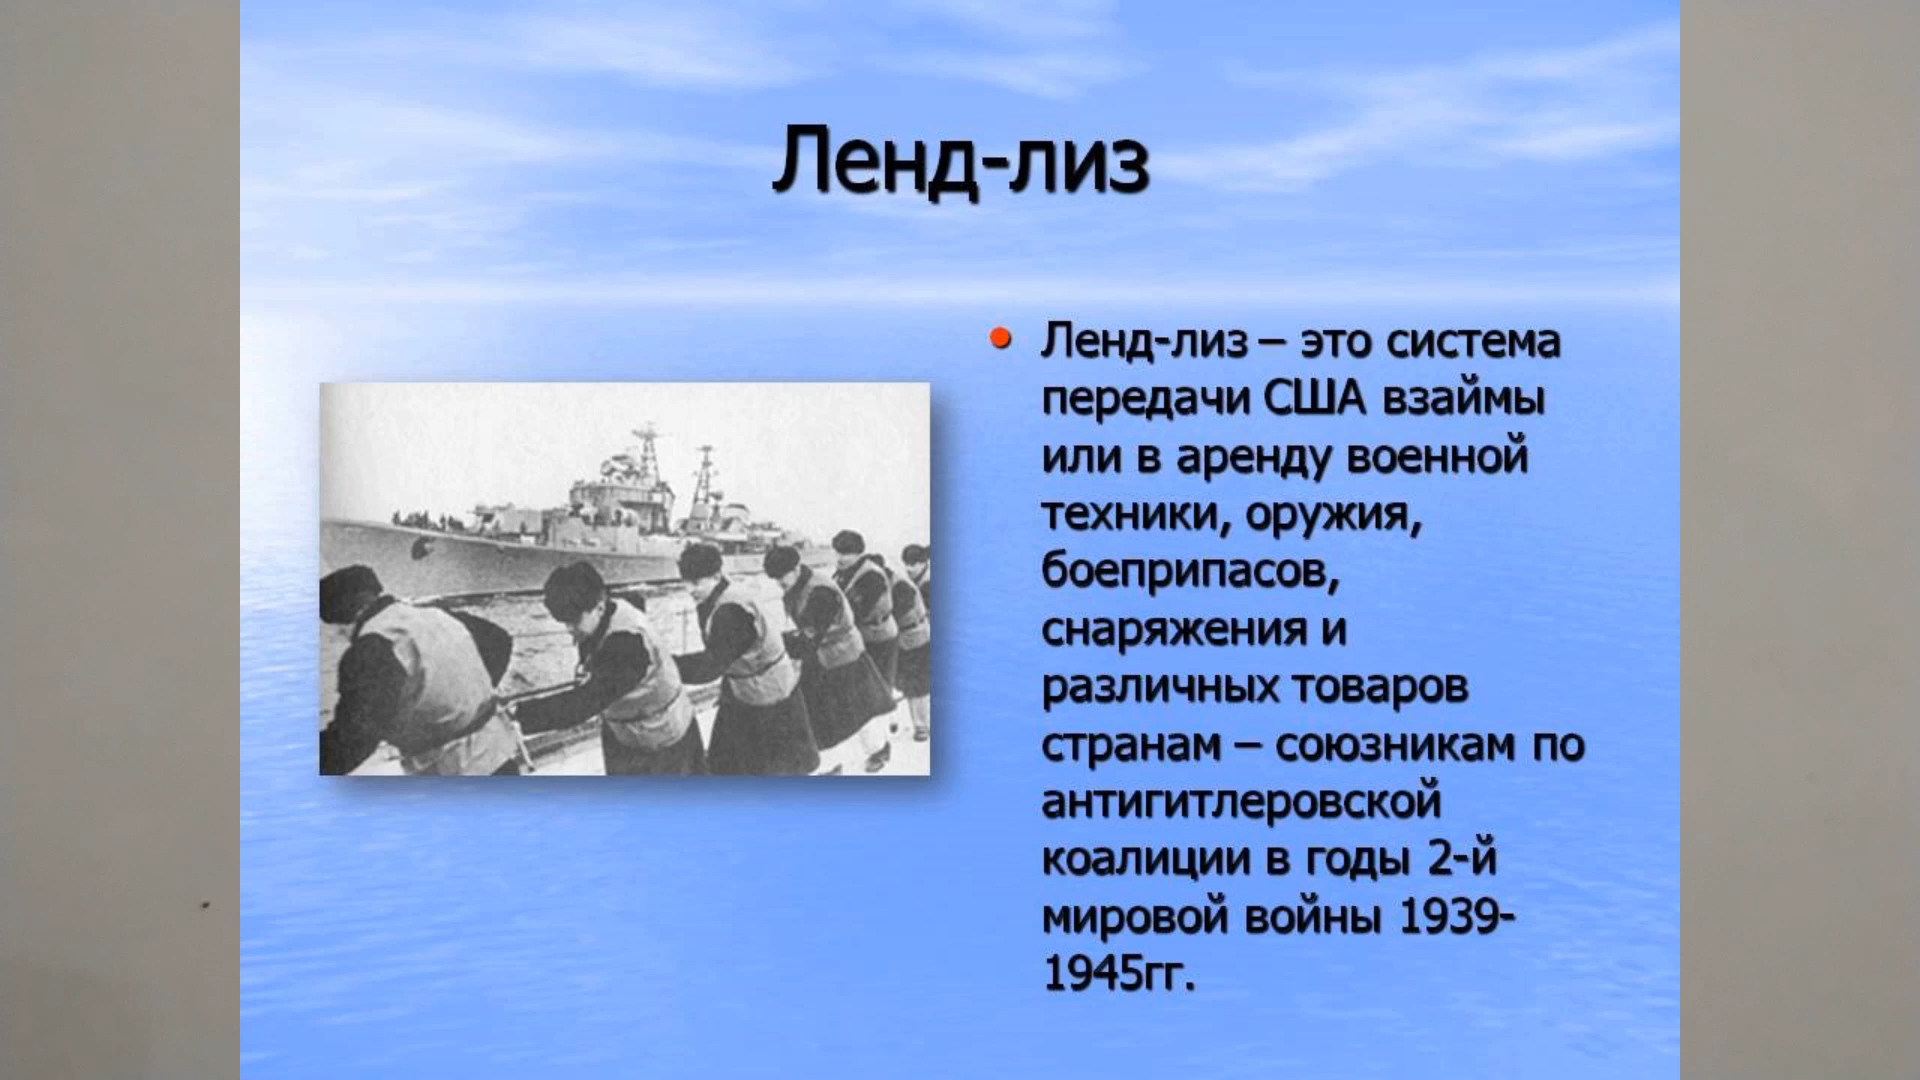 Ленд-лиз
Ленд-лиз – это система
передачи США взаймы
или в аренду военной
техники, оружия,
боеприпасов,
снаряжения и
различных товаров
странам – союзникам по
антигитлеровской
коалиции в годы 2-й
мировой войны 1939-
1945гг.